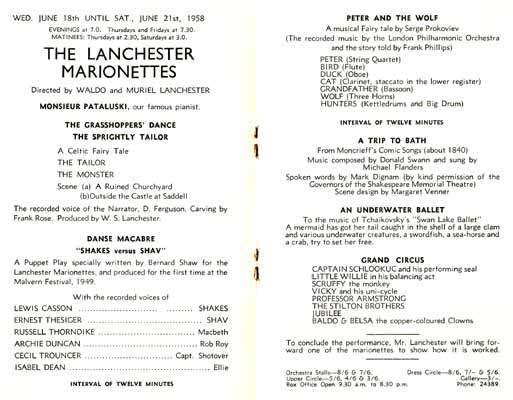 WED. JUNE 18th UNTIL SAT., JUNE 21st, 1958
EVENINGS at 7.0. Thursdays and Fridays at 7.30.
MATINEES: Thursdays at 2.30, Saturdays at 3.0.
THE LANCHESTER
MARIONETTES
Directed by WALDO and MURIEL LANCHESTER
MONSIEUR PATALUSKI, our famous pianist.
THE GRASSHOPPERS' DANCE
THE SPRIGHTLY TAILOR
A Celtic Fairy Tale
THE TAILOR
THE MONSTER
Scene (a) A Ruined Churchyard
(b)Outside the Castle at Saddell
The recorded voice of the Narrator, D. Ferguson. Carving by
Frank Rose. Produced by W. S. Lanchester.
DANSE MACABRE
"SHAKES versus SHAV"
A Puppet Play specially written by Bernard Shaw for the
Lanchester Marionettes, and produced for the first time at the
Malvern Festival, 1949.
With the recorded voices of
LEWIS CASSON ........ SHAKES
ERNEST THESIGER ........ SHAV
RUSSELL THORNDIKE ........ Macbeth
ARCHIE DUNCAN ........ Rob Roy
CECIL TROUNCER ........ Capt. Shotover
ISABEL DEAN ........ Ellie
INTERVAL OF TWELVE MINUTES
PETER AND THE WOLF
A musical Fairy tale by Serge Prokoviev
(The recorded music by the London Philharmonic Orchestra
and the story told by Frank Phillips)
PETER (String Quartet)
BIRD (Flute)
DUCK (Oboe)
CAT (Clarinet, staccato in the lower register)
GRANDFATHER (Bassoon)
WOLF (Three Horns)
HUNTERS (Kettledrums and Big Drum)
INTERVAL OF TWELVE MINUTES
A TRIP TO BATH
From Moncrieff's Comic Songs (about 1840)
Music composed by Donald Swann and sung by
Michael Flanders
Spoken words by Mark Dignam (by kind permission of the
Governors of the Shakespeare Memorial Theatre)
Scene design by Margaret Venner
AN UNDERWATER BALLET
To the music of Tchaikovsky's "Swan Lake Ballet"
A mermaid has got her tail caught in the shell of a large clam
and various underwater creatures, a swordfish, a sea-horse and
a crab, try to set her free.
GRAND CIRCUS
CAPTAIN SCHLOOKUC and his performing seal
LITTLE WILLIE in his balancing act
SCRUFFY the monkey
VICKY and his uni-cycle
PROFESSOR ARMSTRONG
THE STILTON BROTHERS
JUBILEE
BALDO & BELSA the copper-coloured Clowns
To conclude the performance, Mr. Lanchester will bring for-
ward one of the marionettes to show how it is worked.
Orchestra Stalls—8/6 & 7/6. Dress Circle—8/6, 7/- & 5/6.
Upper Circle—5/6, 4/6 & 3/6. Gallery—3/-.
Box Office Open 9.30 a.m. to 8.30 p.m. Phone: 24389.